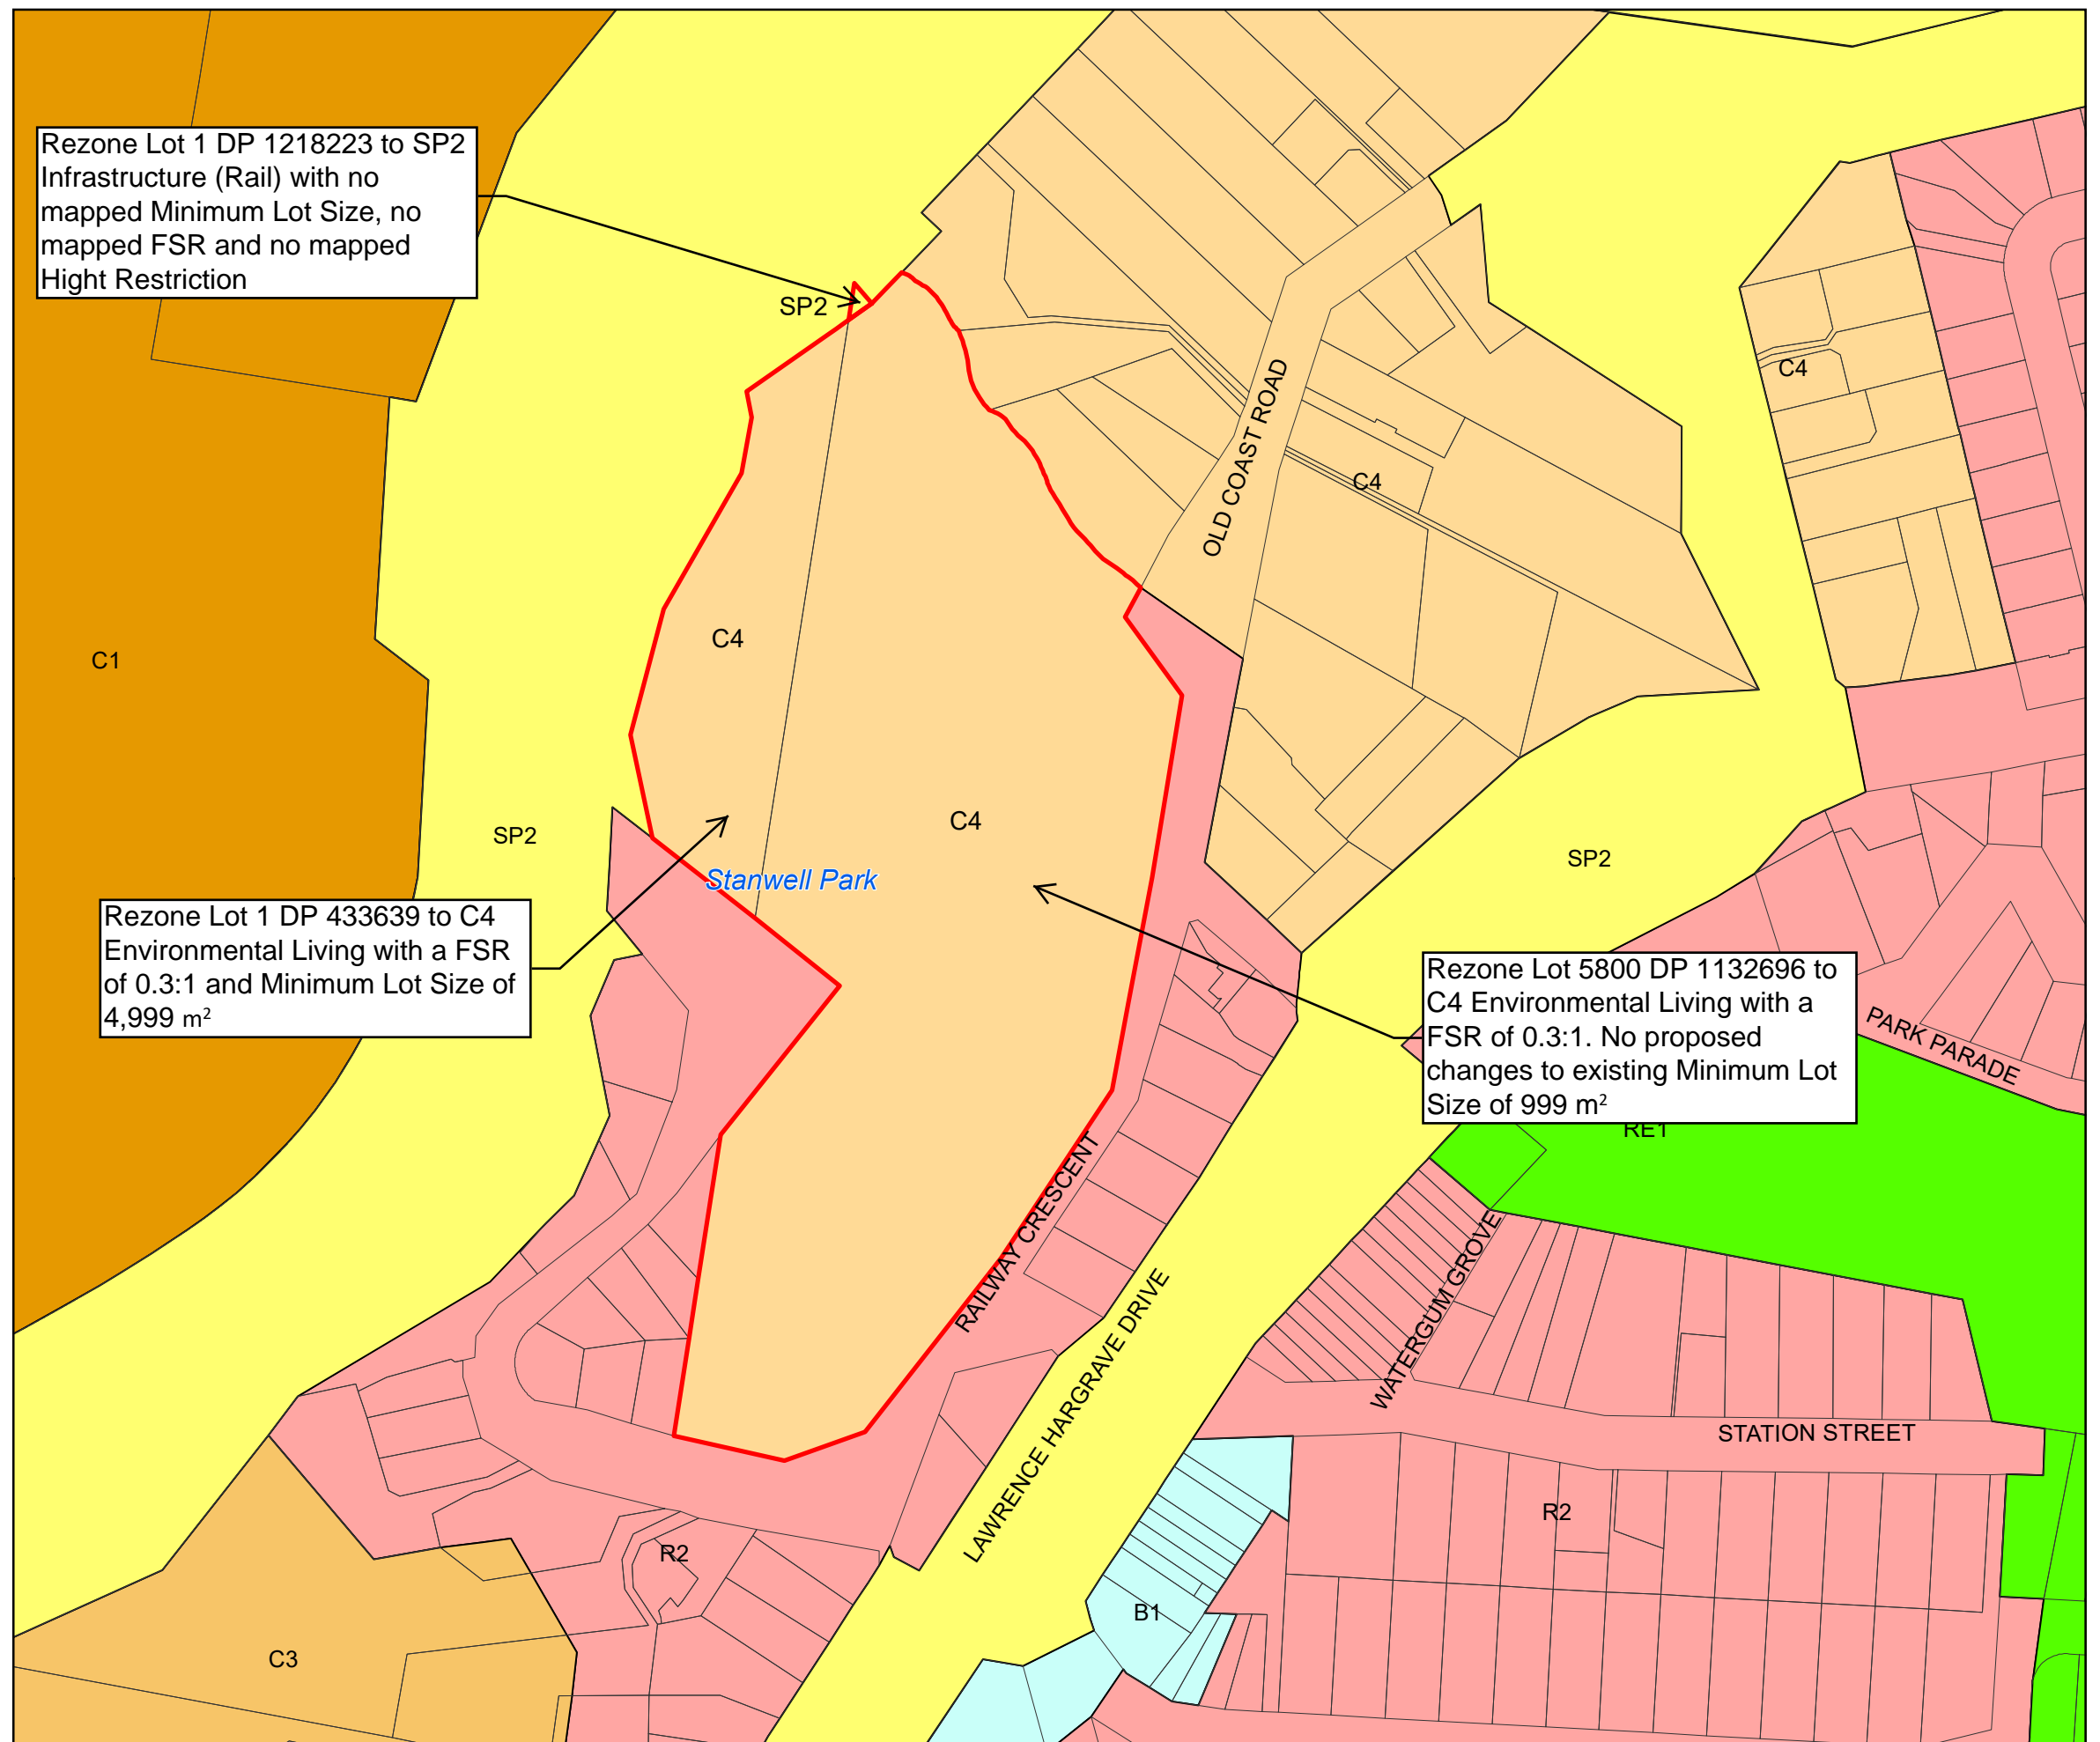 Rezone Lot 1 DP 1218223 to SP2
Infrastructure (Rail) with no
mapped Minimum Lot Size, no
mapped FSR and no mapped
Hight Restriction
SP2
C4
OLD COAST ROAD
C4
C4
C1
C4
SP2
SP2
Stanwell Park
Rezone Lot 1 DP 433639 to C4
Environmental Living with a FSR
of 0.3:1 and Minimum Lot Size of
4,999 m²
Rezone Lot 5800 DP 1132696 to
C4 Environmental Living with a
FSR of 0.3:1. No proposed
changes to existing Minimum Lot
Size of 999 m²
PARK PARADE
RE1
RAILWAY CRESCENT
WATERGUM GROVE
LAWRENCE HARGRAVE DRIVE
STATION STREET
R2
R2
B1
C3